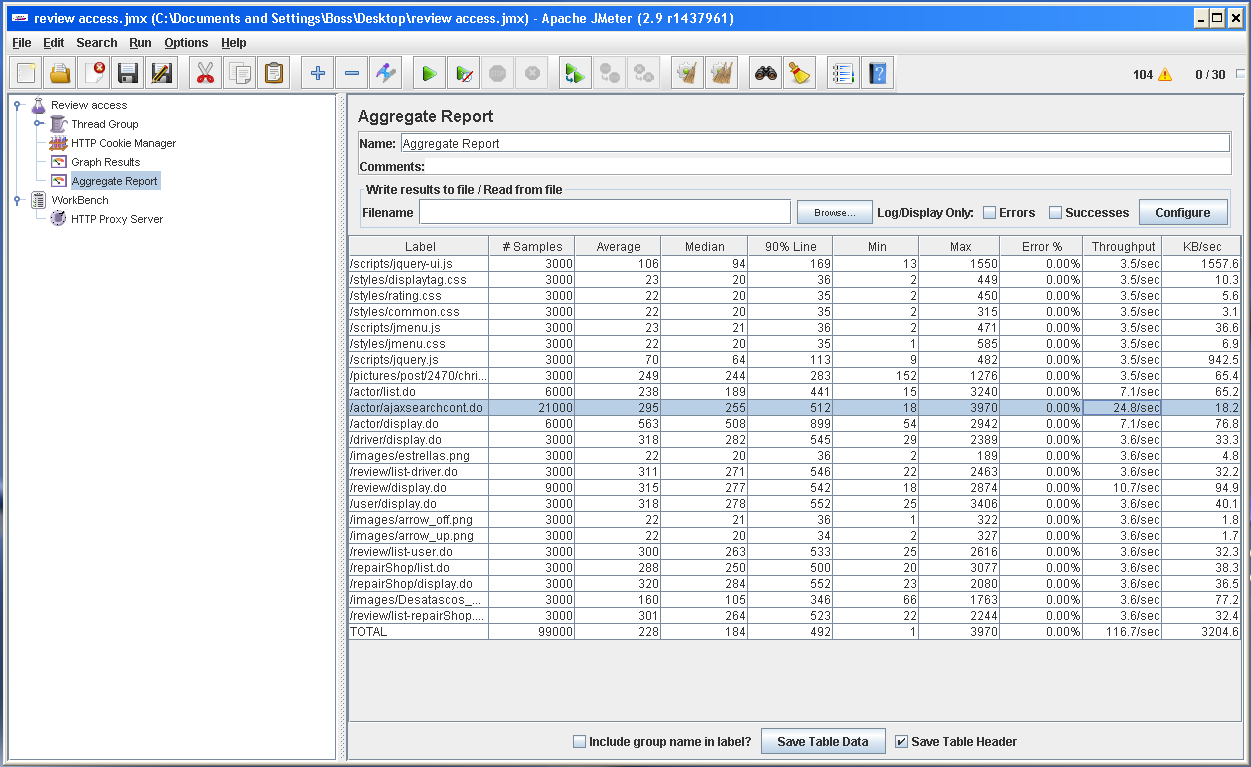 review access.jmx (C:\Documents and Settings\Boss\Desktop\review access.jmx) - Apache JMeter (2.9 r1437961)
File Edit Search Run Options Help
104 0 / 30
Review access
Thread Group
HTTP Cookie Manager
Graph Results
Aggregate Report
WorkBench
HTTP Proxy Server
Aggregate Report
Name: Aggregate Report
Comments:
Write results to file / Read from file
Filename Browse... Log/Display Only: Errors Successes Configure
Label # Samples Average Median 90% Line Min Max Error % Throughput KB/sec
/scripts/jquery-ui.js 3000 106 94 169 13 1550 0.00% 3.5/sec 1557.6
/styles/displaytag.css 3000 23 20 36 2 449 0.00% 3.5/sec 10.3
/styles/rating.css 3000 22 20 35 2 450 0.00% 3.5/sec 5.6
/styles/common.css 3000 22 20 35 2 315 0.00% 3.5/sec 3.1
/scripts/jmenu.js 3000 23 21 36 2 471 0.00% 3.5/sec 36.6
/styles/jmenu.css 3000 22 20 35 1 585 0.00% 3.5/sec 6.9
/scripts/jquery.js 3000 70 64 113 9 482 0.00% 3.5/sec 942.5
/pictures/post/2470/chri... 3000 249 244 283 152 1276 0.00% 3.5/sec 65.4
/actor/list.do 6000 238 189 441 15 3240 0.00% 7.1/sec 65.2
/actor/ajaxsearchcont.do 21000 295 255 512 18 3970 0.00% 24.8/sec 18.2
/actor/display.do 6000 563 508 899 54 2942 0.00% 7.1/sec 76.8
/driver/display.do 3000 318 282 545 29 2389 0.00% 3.6/sec 33.3
/images/estrellas.png 3000 22 20 36 2 189 0.00% 3.6/sec 4.8
/review/list-driver.do 3000 311 271 546 22 2463 0.00% 3.6/sec 32.2
/review/display.do 9000 315 277 542 18 2874 0.00% 10.7/sec 94.9
/user/display.do 3000 318 278 552 25 3406 0.00% 3.6/sec 40.1
/images/arrow_off.png 3000 22 21 36 1 322 0.00% 3.6/sec 1.8
/images/arrow_up.png 3000 22 20 34 2 327 0.00% 3.6/sec 1.7
/review/list-user.do 3000 300 263 533 25 2616 0.00% 3.6/sec 32.3
/repairShop/list.do 3000 288 250 500 20 3077 0.00% 3.6/sec 38.3
/repairShop/display.do 3000 320 284 552 23 2080 0.00% 3.6/sec 36.5
/images/Desatascos_... 3000 160 105 346 66 1763 0.00% 3.6/sec 77.2
/review/list-repairShop.... 3000 301 264 523 22 2244 0.00% 3.6/sec 32.4
TOTAL 99000 228 184 492 1 3970 0.00% 116.7/sec 3204.6
Include group name in label? Save Table Data Save Table Header